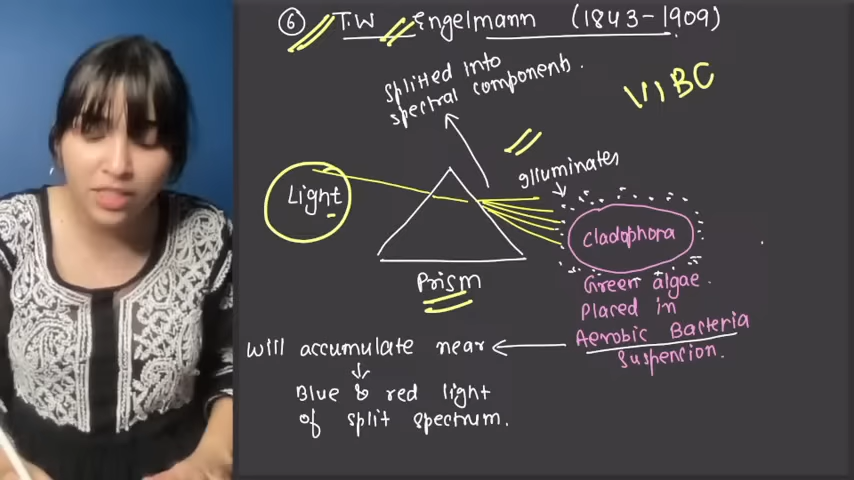 ⑥ T.W Engelmann (1843-1909)
Splitted into
spectral components.
VIBC
Illuminates
Light
Cladophora
Prism
Green algae.
Placed in
Aerobic Bacteria
Suspension.
Will accumulate near
Blue & red light
of split spectrum.